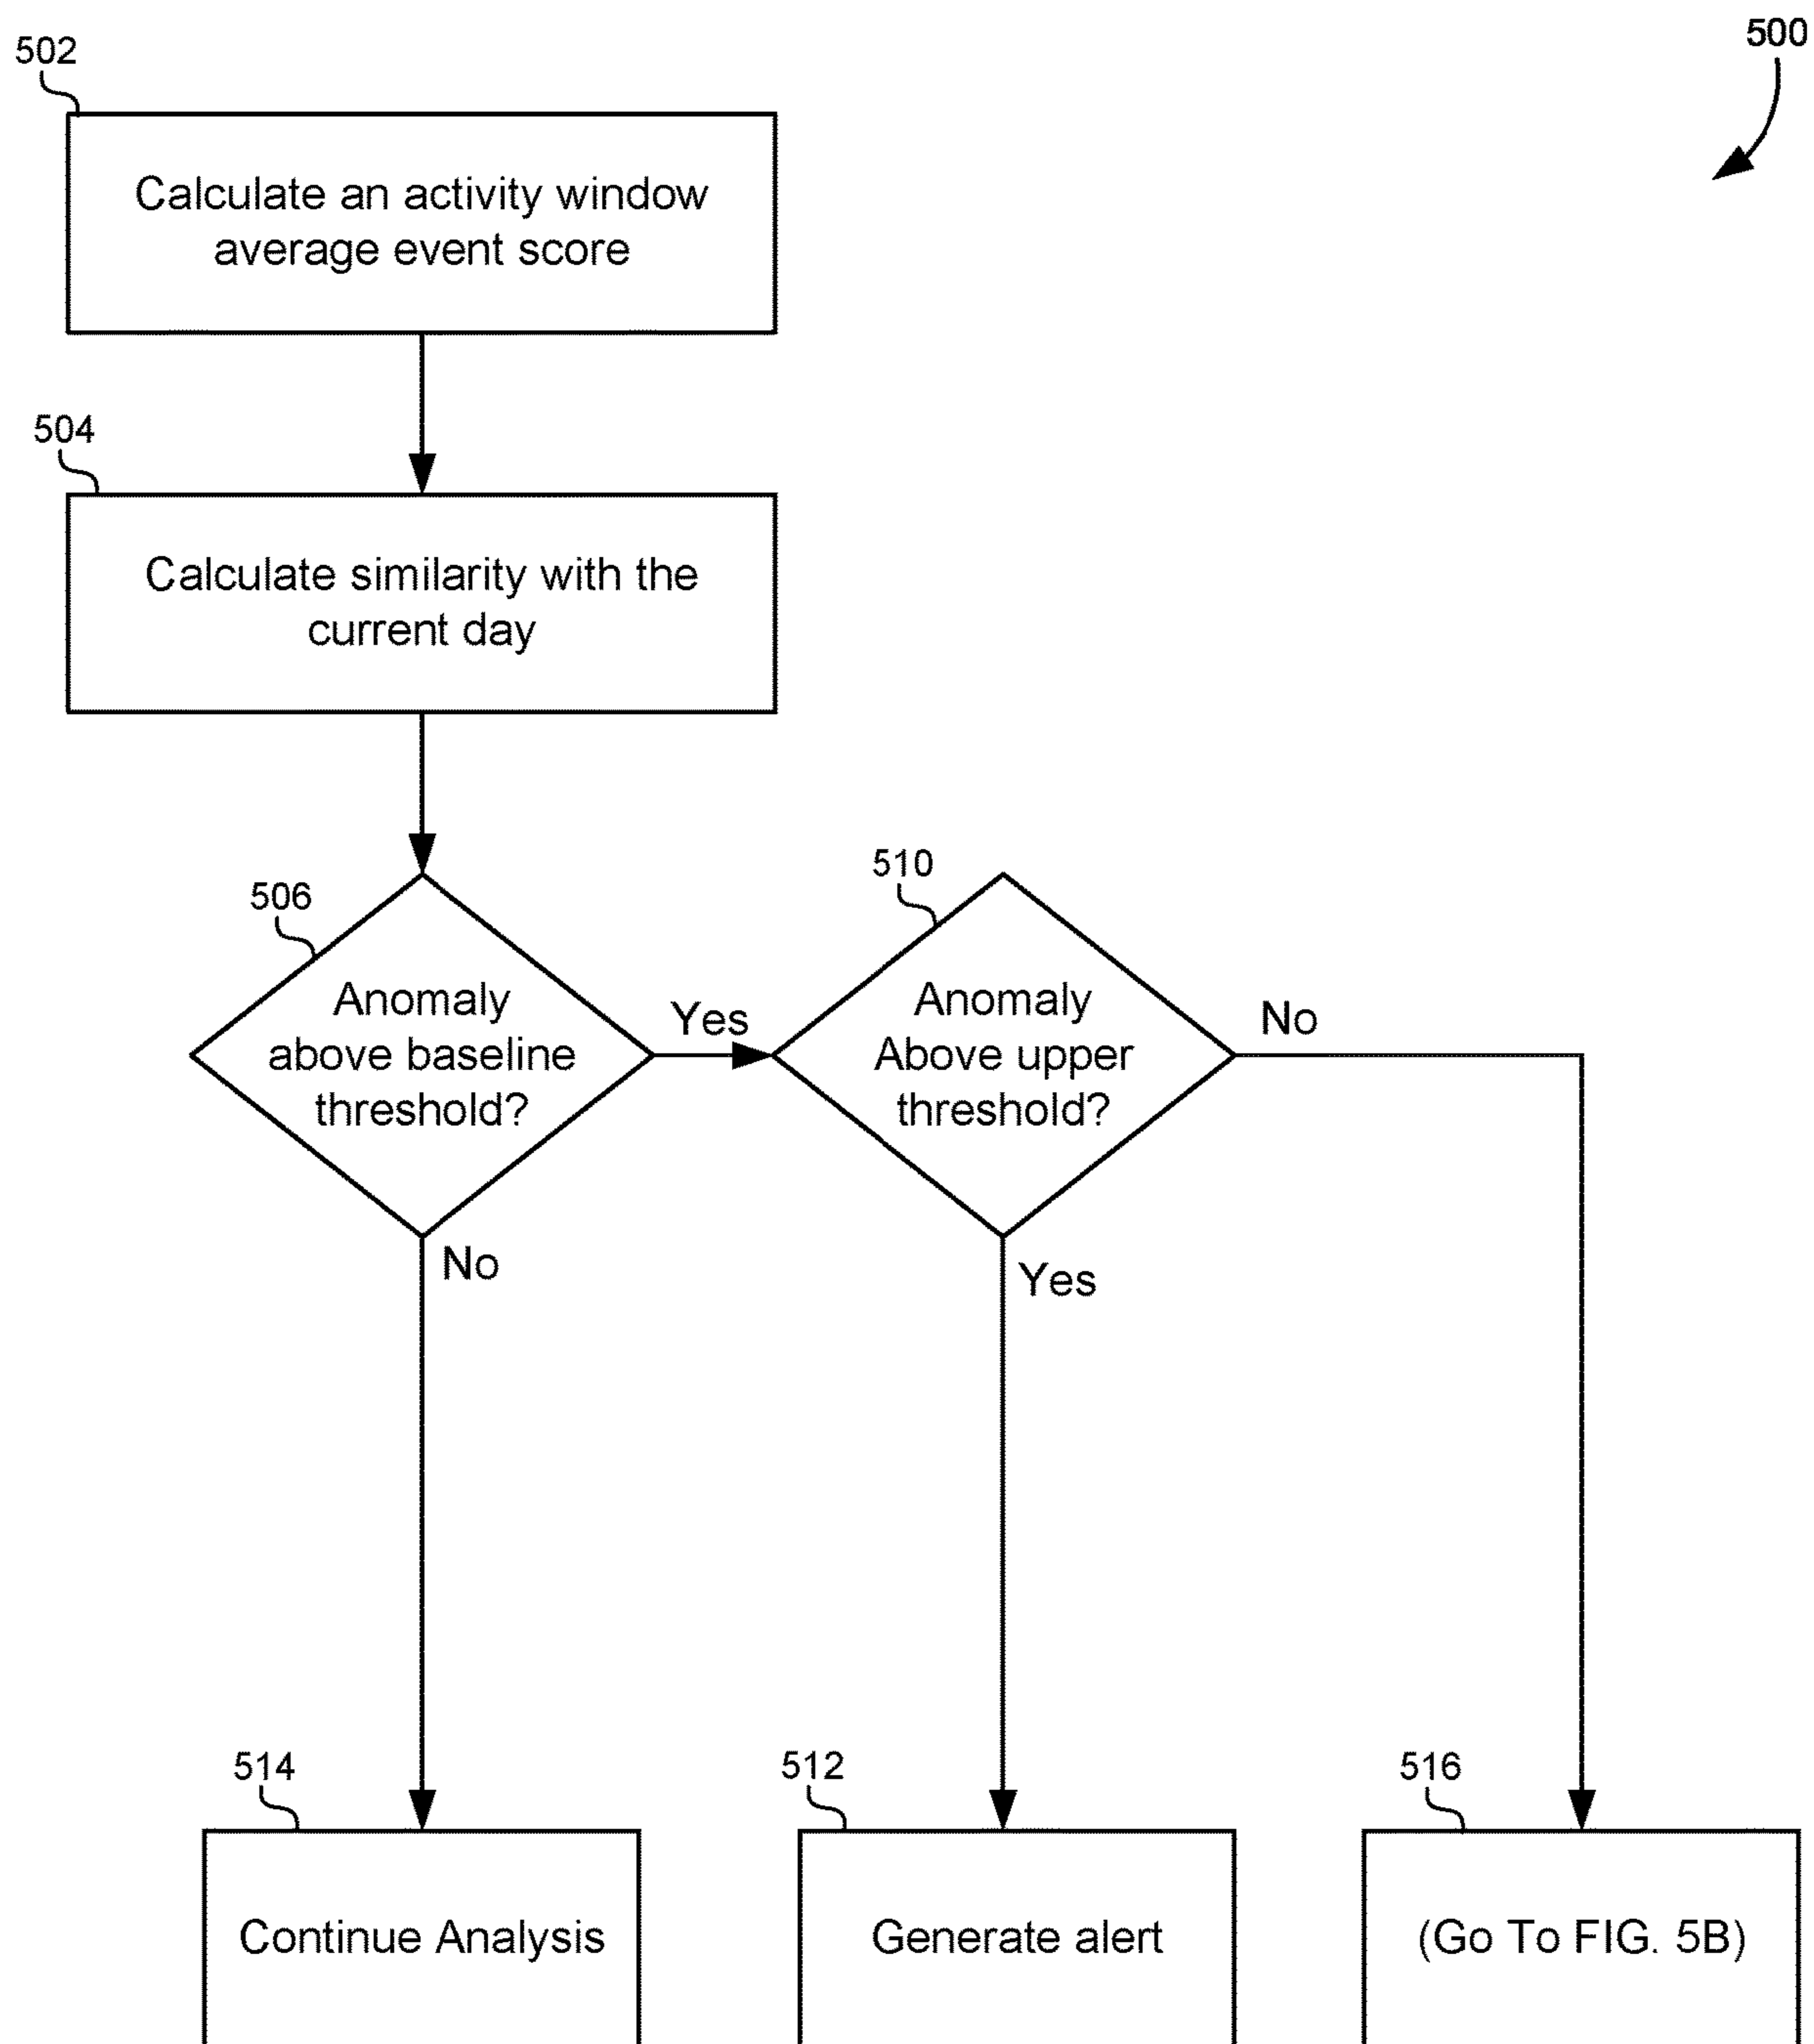 500
502
Calculate an activity window
average event score
504
Calculate similarity with the
current day
506
Anomaly
above baseline
threshold?
Yes
No
510
Anomaly
Above upper
threshold?
No
Yes
514
Continue Analysis
512
Generate alert
516
(Go To FIG. 5B)